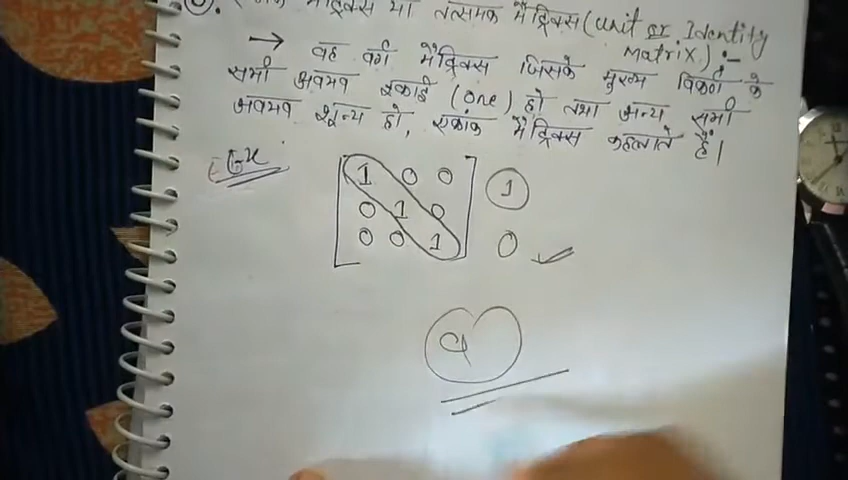 मैट्रिक्स या तत्समक मैट्रिक्स (unit or Identity
Matrix) :-
→ वह वर्ग मैट्रिक्स जिसके मुख्य विकर्ण के
सभी अवयव इकाई (one) हो तथा अन्य सभी
अवयव शून्य हो, एकांक मैट्रिक्स कहलाते हैं।
Ex
1 0 0
0 1 0
0 0 1
1
0